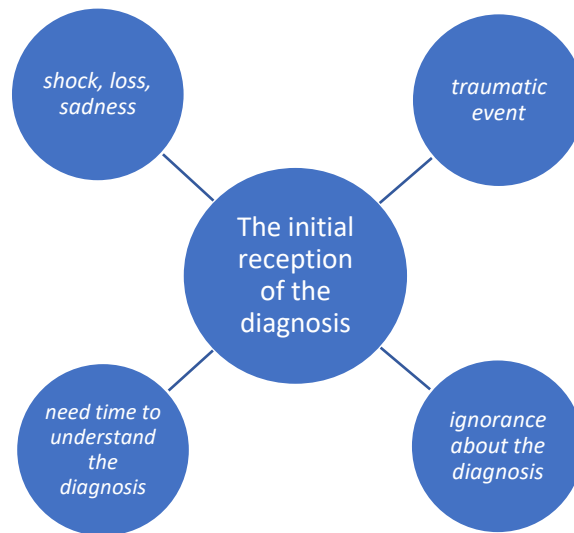 shock, loss,
sadness
traumatic
event
The initial
reception
of the
diagnosis
need time to
understand
the
diagnosis
ignorance
about the
diagnosis